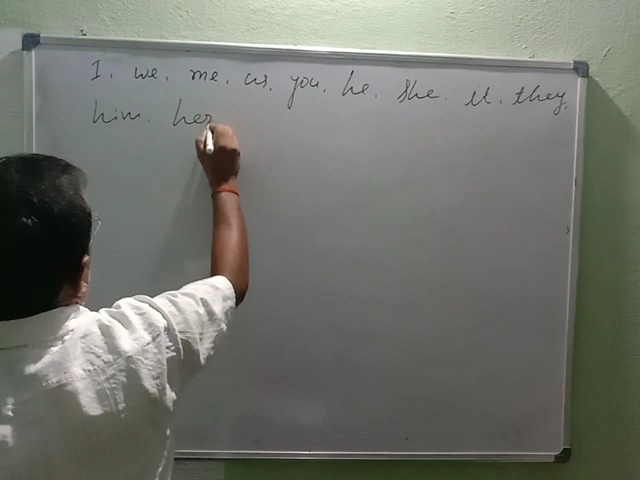 I, we, me, us, you, he, she, it, they,
him, her